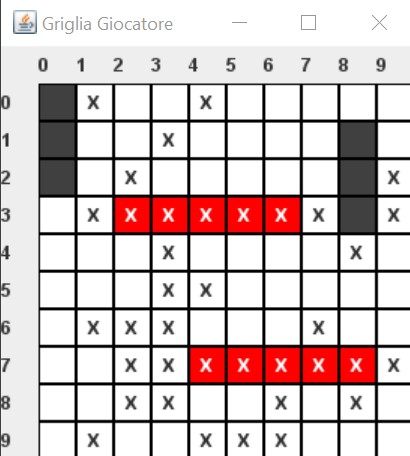 Griglia Giocatore
0 1 2 3 4 5 6 7 8 9
0 X X
1 X
2 X X
3 X X X X X X X X
4 X X
5 X X
6 X X X X
7 X X X X X X X X
8 X X X X
9 X X X X